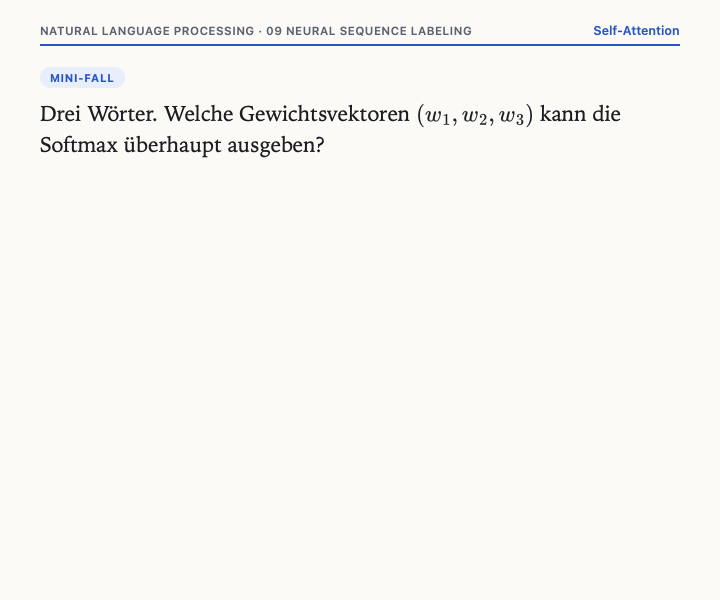 NATURAL LANGUAGE PROCESSING · 09 NEURAL SEQUENCE LABELING
Self-Attention
MINI-FALL
Drei Wörter. Welche Gewichtsvektoren (w₁, w₂, w₃) kann die
Softmax überhaupt ausgeben?